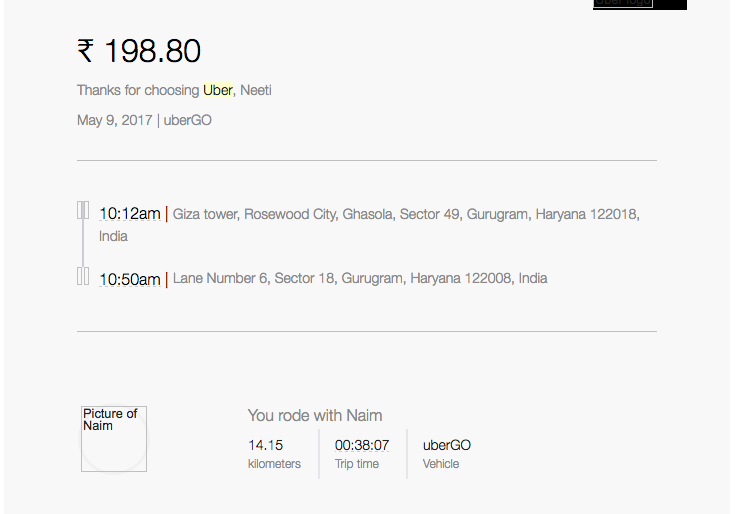 Uber logo
₹ 198.80
Thanks for choosing Uber, Neeti
May 9, 2017 | uberGO
10:12am | Giza tower, Rosewood City, Ghasola, Sector 49, Gurugram, Haryana 122018,
India
10:50am | Lane Number 6, Sector 18, Gurugram, Haryana 122008, India
Picture of
Naim
You rode with Naim
14.15 00:38:07 uberGO
kilometers Trip time Vehicle